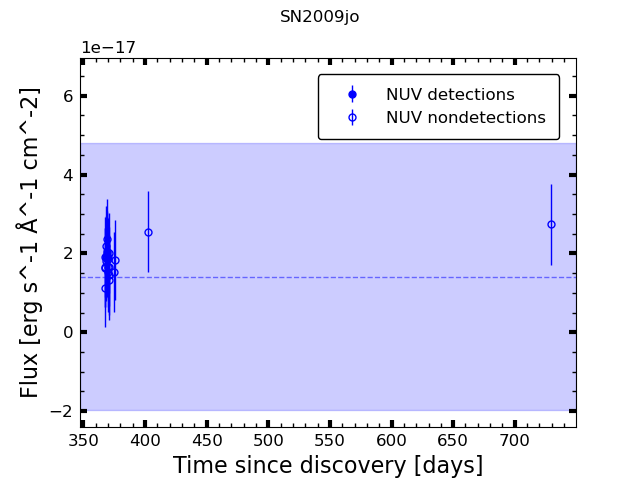 SN2009jo
1e−17
NUV detections
NUV nondetections
6
4
2
0
−2
Flux [erg s^-1 Å^-1 cm^-2]
350 400 450 500 550 600 650 700
Time since discovery [days]